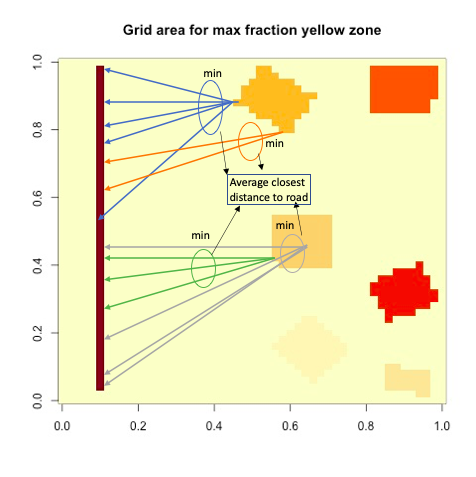 Grid area for max fraction yellow zone
1.0
0.8
0.6
0.4
0.2
0.0
min
min
Average closest
distance to road
min
min
0.0
0.2
0.4
0.6
0.8
1.0